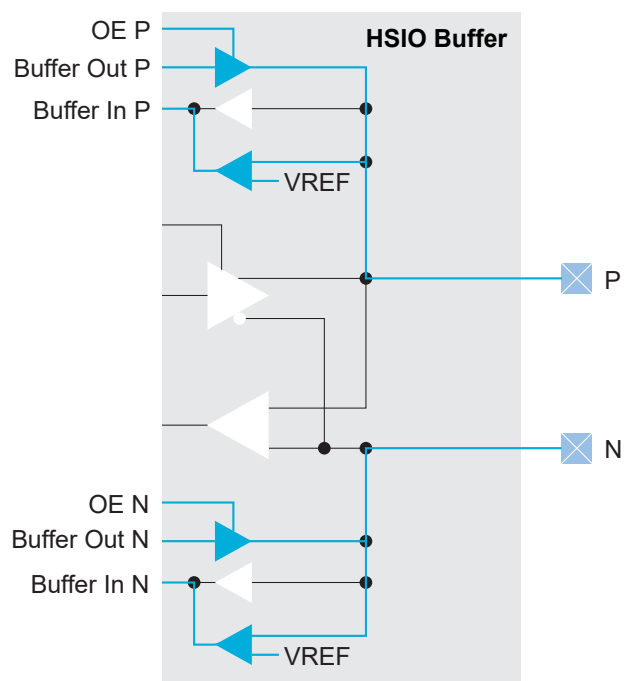 OE P
HSIO Buffer
Buffer Out P
Buffer In P
VREF
P
N
OE N
Buffer Out N
Buffer In N
VREF